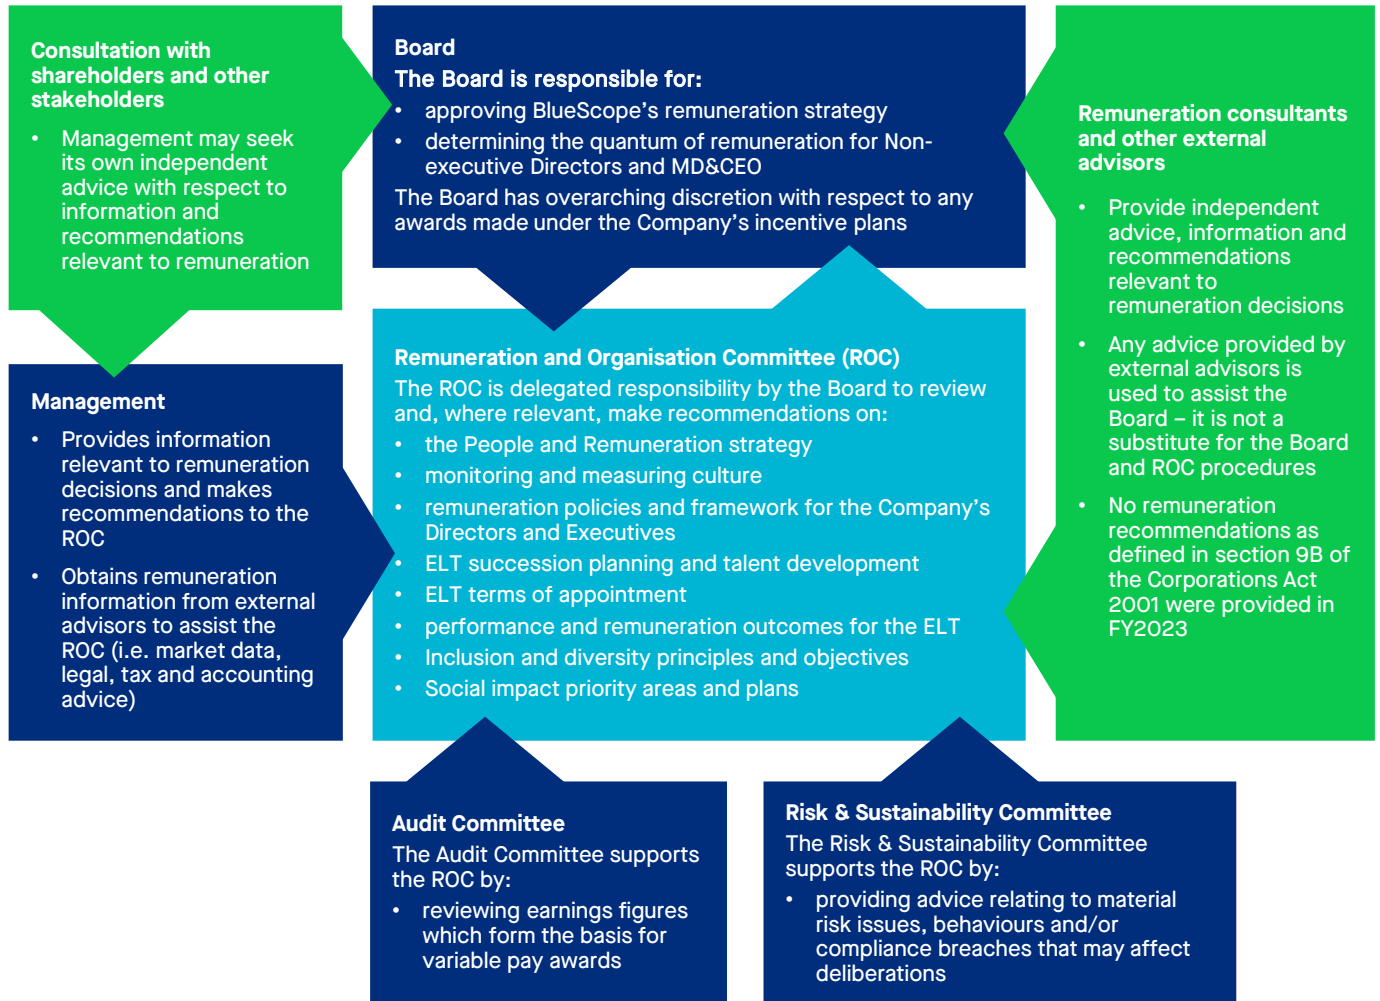 Consultation with
shareholders and other
stakeholders
• Management may seek
its own independent
advice with respect to
information and
recommendations
relevant to remuneration
Board
The Board is responsible for:
• approving BlueScope’s remuneration strategy
• determining the quantum of remuneration for Non-
executive Directors and MD&CEO
The Board has overarching discretion with respect to any
awards made under the Company’s incentive plans
Remuneration consultants
and other external
advisors
• Provide independent
advice, information and
recommendations
relevant to
remuneration decisions
• Any advice provided by
external advisors is
used to assist the
Board – it is not a
substitute for the Board
and ROC procedures
• No remuneration
recommendations as
defined in section 9B of
the Corporations Act
2001 were provided in
FY2023
Management
• Provides information
relevant to remuneration
decisions and makes
recommendations to the
ROC
• Obtains remuneration
information from external
advisors to assist the
ROC (i.e. market data,
legal, tax and accounting
advice)
Remuneration and Organisation Committee (ROC)
The ROC is delegated responsibility by the Board to review
and, where relevant, make recommendations on:
• the People and Remuneration strategy
• monitoring and measuring culture
• remuneration policies and framework for the Company’s
Directors and Executives
• ELT succession planning and talent development
• ELT terms of appointment
• performance and remuneration outcomes for the ELT
• Inclusion and diversity principles and objectives
• Social impact priority areas and plans
Audit Committee
The Audit Committee supports
the ROC by:
• reviewing earnings figures
which form the basis for
variable pay awards
Risk & Sustainability Committee
The Risk & Sustainability Committee
supports the ROC by:
• providing advice relating to material
risk issues, behaviours and/or
compliance breaches that may affect
deliberations